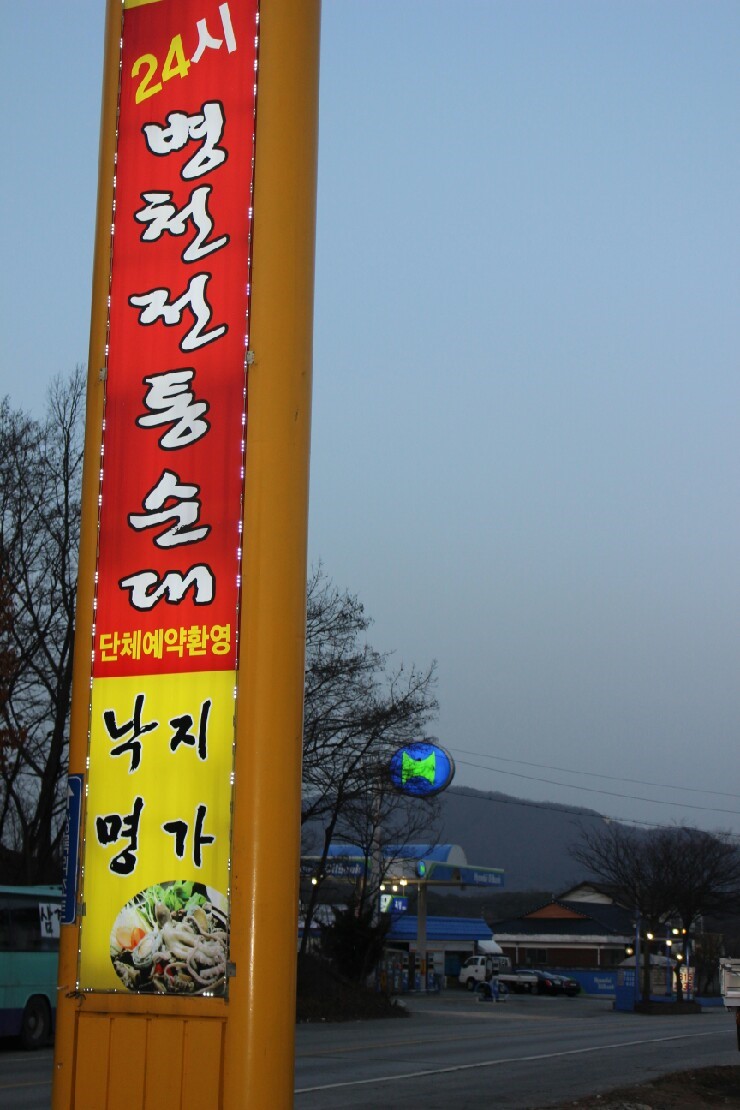 24시
병천전통순대
단체예약환영
낙지
명가
Oilbank